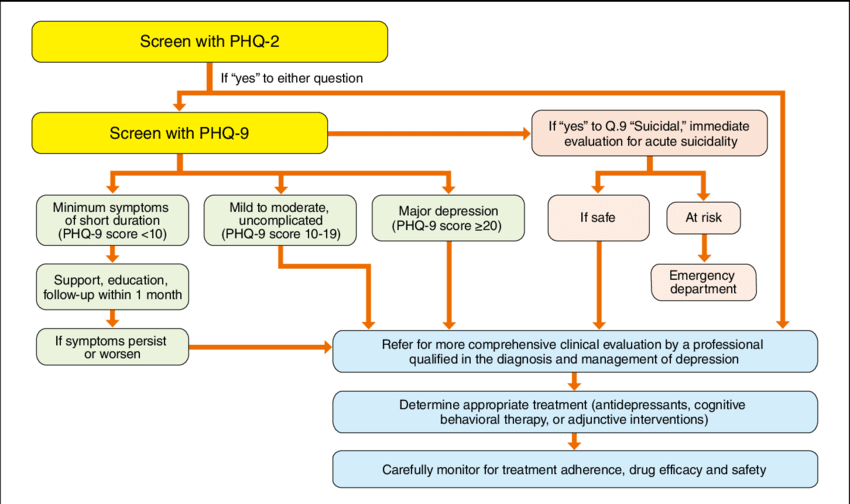 Screen with PHQ-2
If “yes” to either question
Screen with PHQ-9
If “yes” to Q.9 “Suicidal,” immediate
evaluation for acute suicidality
Minimum symptoms
of short duration
(PHQ-9 score <10)
Mild to moderate,
uncomplicated
(PHQ-9 score 10-19)
Major depression
(PHQ-9 score ≥20)
If safe
At risk
Support, education,
follow-up within 1 month
Emergency
department
If symptoms persist
or worsen
Refer for more comprehensive clinical evaluation by a professional
qualified in the diagnosis and management of depression
Determine appropriate treatment (antidepressants, cognitive
behavioral therapy, or adjunctive interventions)
Carefully monitor for treatment adherence, drug efficacy and safety